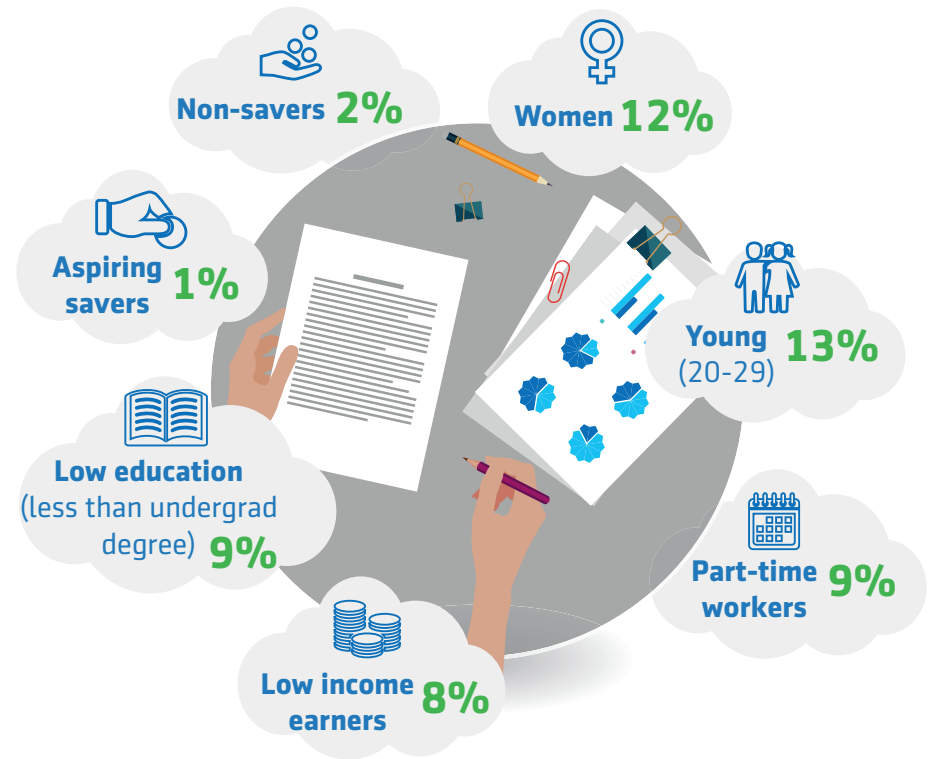 Non-savers 2%
Women 12%
Aspiring
savers 1%
Young
(20-29) 13%
Low education
(less than undergrad
degree) 9%
Part-time
workers 9%
Low income
earners 8%